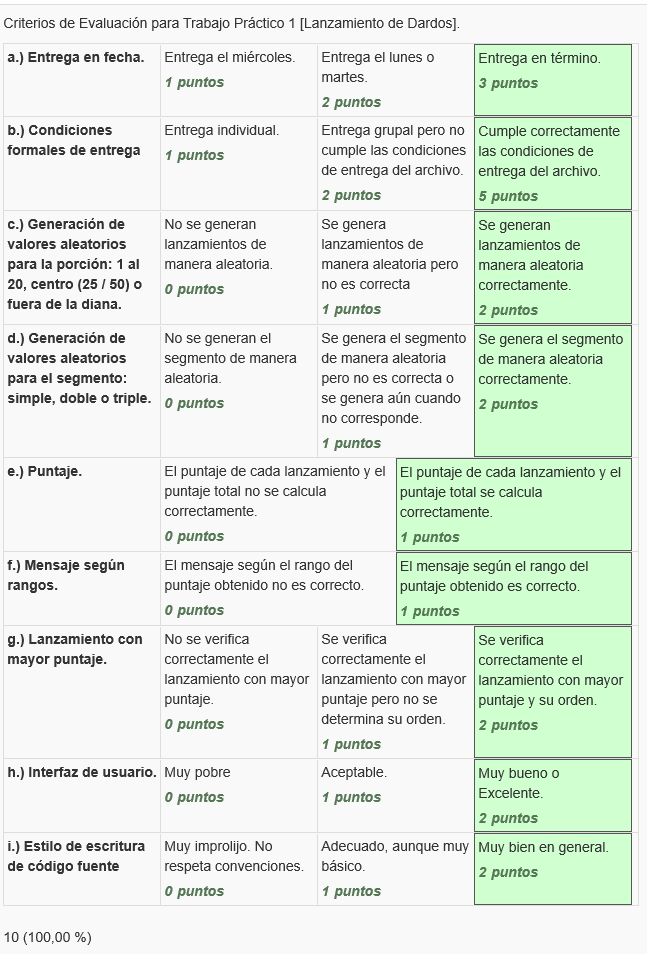 Criterios de Evaluación para Trabajo Práctico 1 [Lanzamiento de Dardos].
a.) Entrega en fecha.
Entrega el miércoles.
1 puntos
Entrega el lunes o
martes.
2 puntos
Entrega en término.
3 puntos
b.) Condiciones
formales de entrega
Entrega individual.
1 puntos
Entrega grupal pero no
cumple las condiciones
de entrega del archivo.
2 puntos
Cumple correctamente
las condiciones de
entrega del archivo.
5 puntos
c.) Generación de
valores aleatorios
para la porción: 1 al
20, centro (25 / 50) o
fuera de la diana.
No se generan
lanzamientos de
manera aleatoria.
0 puntos
Se genera
lanzamientos de
manera aleatoria pero
no es correcta
1 puntos
Se generan
lanzamientos de
manera aleatoria
correctamente.
2 puntos
d.) Generación de
valores aleatorios
para el segmento:
simple, doble o triple.
No se generan el
segmento de manera
aleatoria.
0 puntos
Se genera el segmento
de manera aleatoria
pero no es correcta o
se genera aún cuando
no corresponde.
1 puntos
Se genera el segmento
de manera aleatoria
correctamente.
2 puntos
e.) Puntaje.
El puntaje de cada lanzamiento y el
puntaje total no se calcula
correctamente.
0 puntos
El puntaje de cada lanzamiento y el
puntaje total se calcula
correctamente.
1 puntos
f.) Mensaje según
rangos.
El mensaje según el rango del
puntaje obtenido no es correcto.
0 puntos
El mensaje según el rango del
puntaje obtenido es correcto.
1 puntos
g.) Lanzamiento con
mayor puntaje.
No se verifica
correctamente el
lanzamiento con mayor
puntaje.
0 puntos
Se verifica
correctamente el
lanzamiento con mayor
puntaje pero no se
determina su orden.
1 puntos
Se verifica
correctamente el
lanzamiento con mayor
puntaje y su orden.
2 puntos
h.) Interfaz de usuario.
Muy pobre
0 puntos
Aceptable.
1 puntos
Muy bueno o
Excelente.
2 puntos
i.) Estilo de escritura
de código fuente
Muy improlijo. No
respeta convenciones.
0 puntos
Adecuado, aunque muy
básico.
1 puntos
Muy bien en general.
2 puntos
10 (100,00 %)